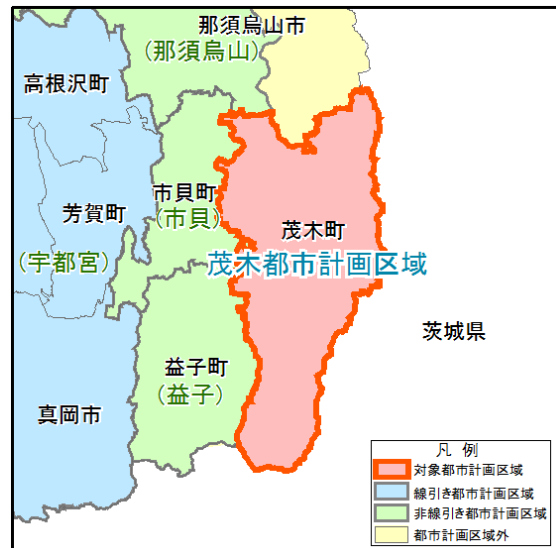 那須烏山市
(那須烏山)
高根沢町
市貝町
(市貝)
芳賀町
茂木町
(宇都宮)
茂木都市計画区域
茨城県
益子町
(益子)
真岡市
凡 例
対象都市計画区域
線引き都市計画区域
非線引き都市計画区域
都市計画区域外